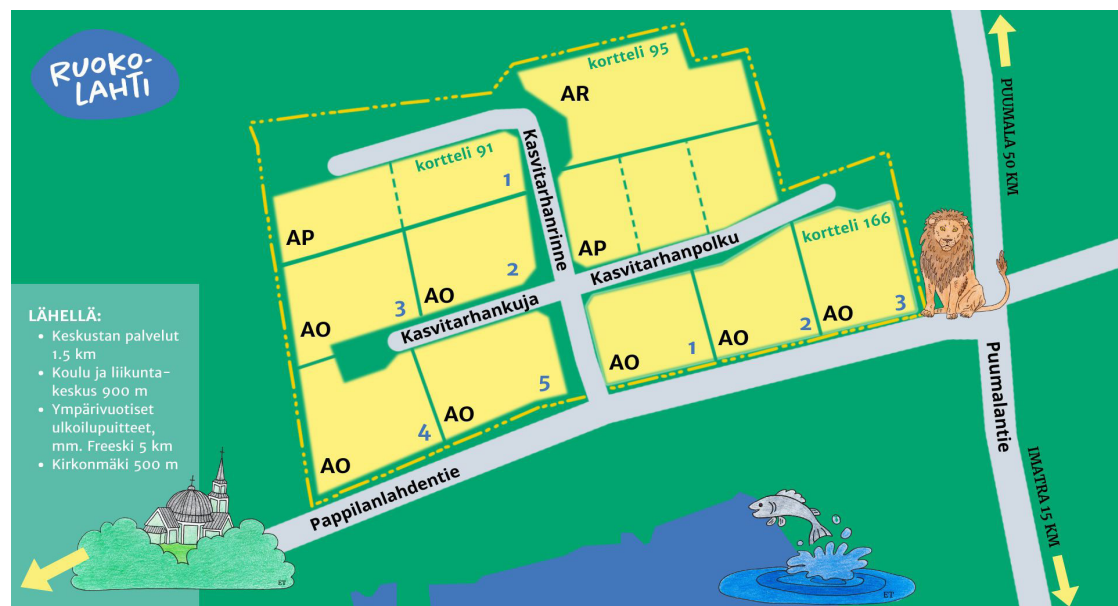 RUOKO-
LAHTI
kortteli 95
AR
PUUMALA 50 KM
Kasvitarhanrinne
kortteli 91
1
AP
AP
Kasvitarhanpolku
kortteli 166
2
3
AO
AO
Kasvitarhankuja
AO
1
AO
2
AO
3
LÄHELLÄ:
• Keskustan palvelut
1.5 km
• Koulu ja liikunta-
keskus 900 m
• Ympärivuotiset
ulkoilupuitteet,
mm. Freeski 5 km
• Kirkonmäki 500 m
5
AO
4
AO
Pappilanlahdentie
Puumalantie
IMATRA 15 KM
ET
ET